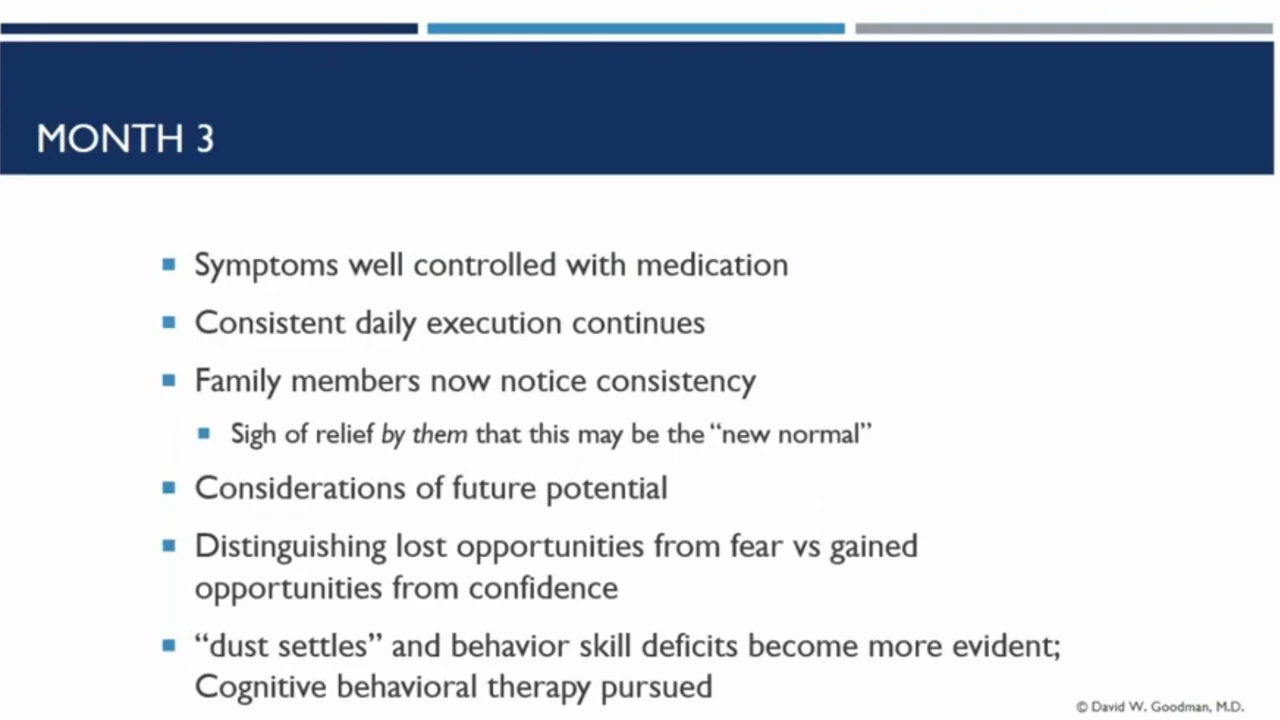 MONTH 3
Symptoms well controlled with medication
Consistent daily execution continues
Family members now notice consistency
Sigh of relief by them that this may be the “new normal”
Considerations of future potential
Distinguishing lost opportunities from fear vs gained
opportunities from confidence
“dust settles” and behavior skill deficits become more evident;
Cognitive behavioral therapy pursued
© David W. Goodman, M.D.